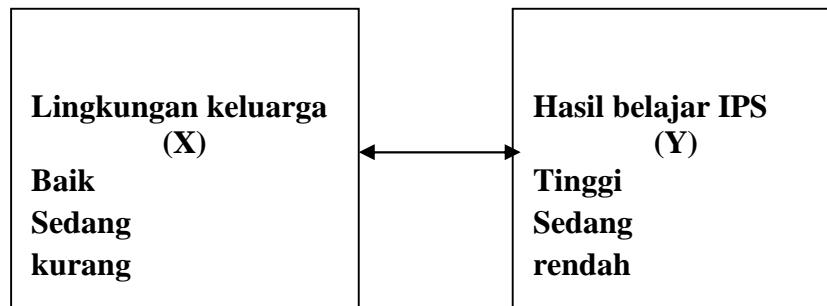 Lingkungan keluarga
(X)
Baik
Sedang
kurang
Hasil belajar IPS
(Y)
Tinggi
Sedang
rendah